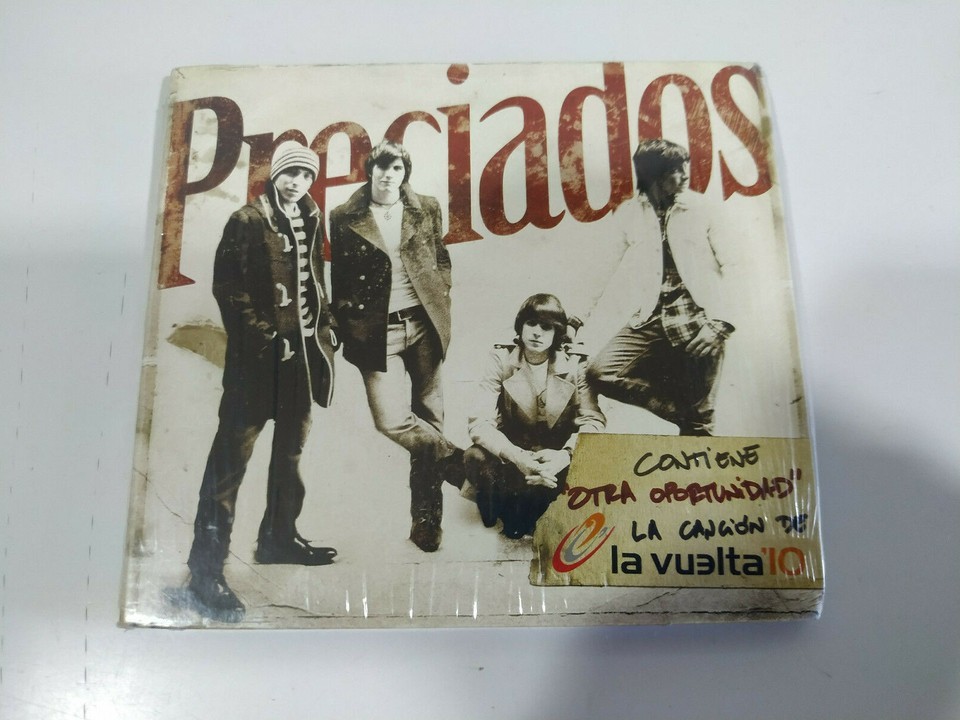 Preciados
CONTIENE
"OTRA OPORTUNIDAD"
LA CANCIÓN DE
la vuelta'10